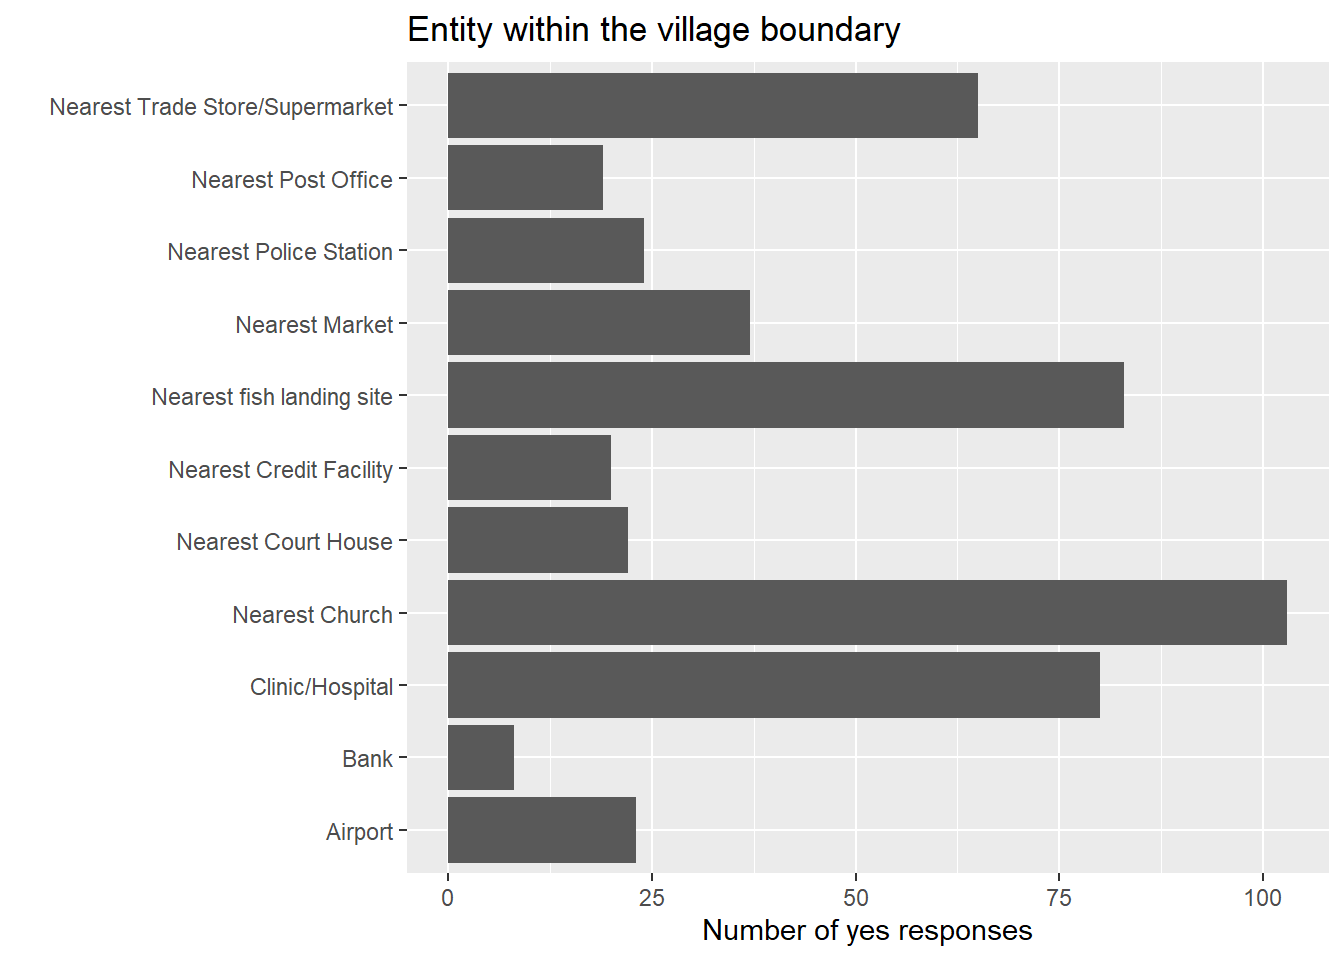 Entity within the village boundary
Nearest Trade Store/Supermarket
Nearest Post Office
Nearest Police Station
Nearest Market
Nearest fish landing site
Nearest Credit Facility
Nearest Court House
Nearest Church
Clinic/Hospital
Bank
Airport
0 25 50 75 100
Number of yes responses